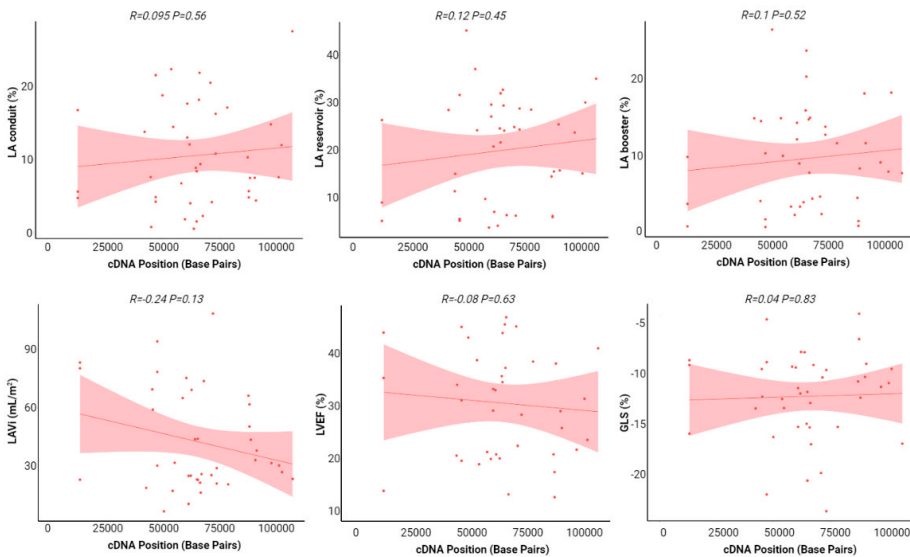 R=0.095 P=0.56
LA conduit (%)
20
10
0
0 25000 50000 75000 100000
cDNA Position (Base Pairs)
R=0.12 P=0.45
LA reservoir (%)
40
30
20
10
0 25000 50000 75000 100000
cDNA Position (Base Pairs)
R=0.1 P=0.52
LA booster (%)
20
10
0
0 25000 50000 75000 100000
cDNA Position (Base Pairs)
R=-0.24 P=0.13
LAVi (mL/m²)
90
60
30
0 25000 50000 75000 100000
cDNA Position (Base Pairs)
R=-0.08 P=0.63
LVEF (%)
40
30
20
10
0 25000 50000 75000 100000
cDNA Position (Base Pairs)
R=0.04 P=0.83
GLS (%)
-5
-10
-15
-20
0 25000 50000 75000 100000
cDNA Position (Base Pairs)